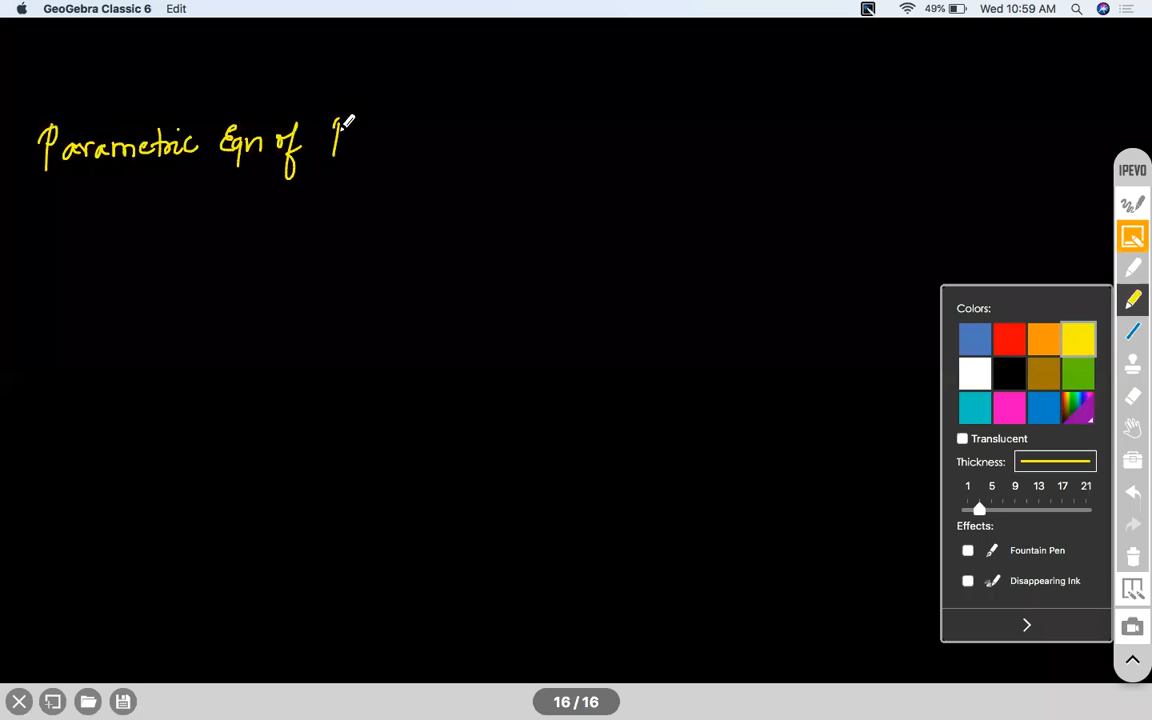 GeoGebra Classic 6 Edit 49% Wed 10:59 AM
Parametric Eqn of
IPEVO
Colors:
Translucent
Thickness:
1 5 9 13 17 21
Effects:
Fountain Pen
Disappearing Ink
16 / 16